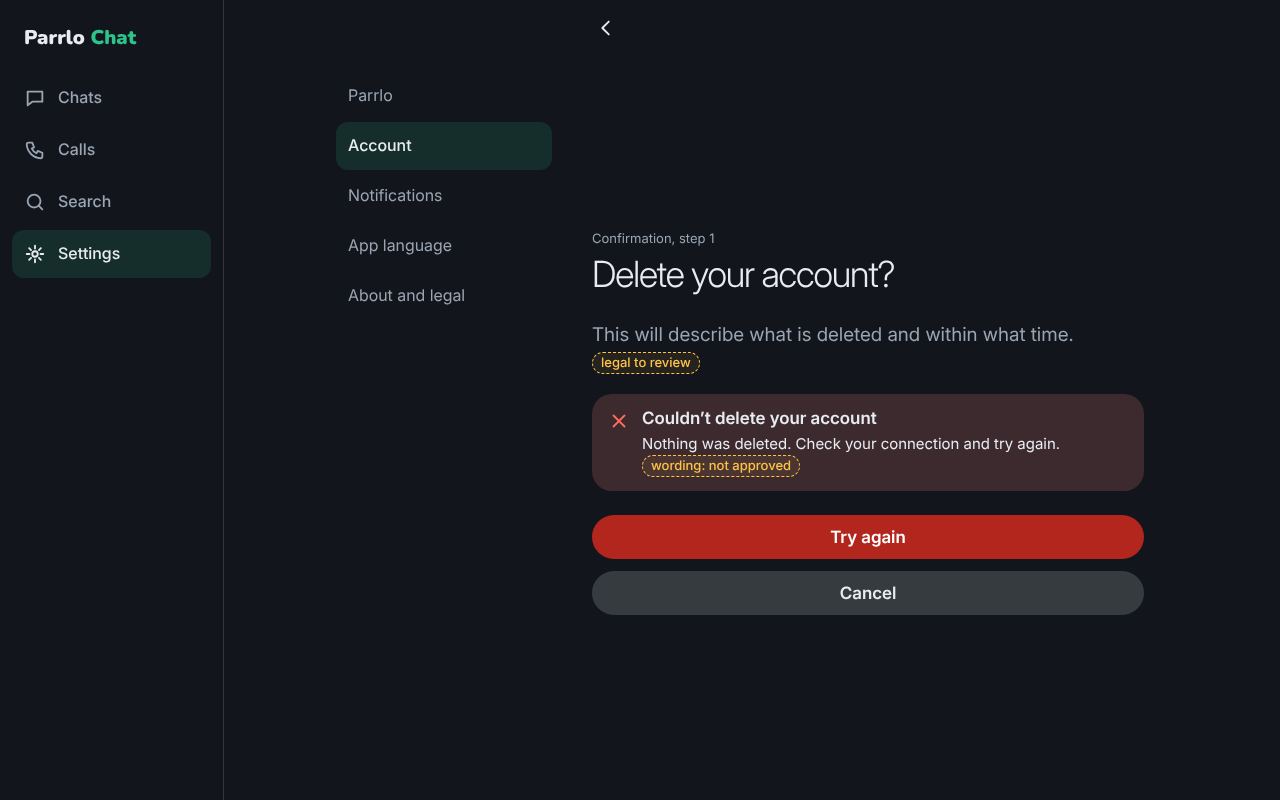 Parrlo Chat
Chats
Calls
Search
Settings
Parrlo
Account
Notifications
App language
About and legal
Confirmation, step 1
Delete your account?
This will describe what is deleted and within what time.
legal to review
Couldn’t delete your account
Nothing was deleted. Check your connection and try again.
wording: not approved
Try again
Cancel